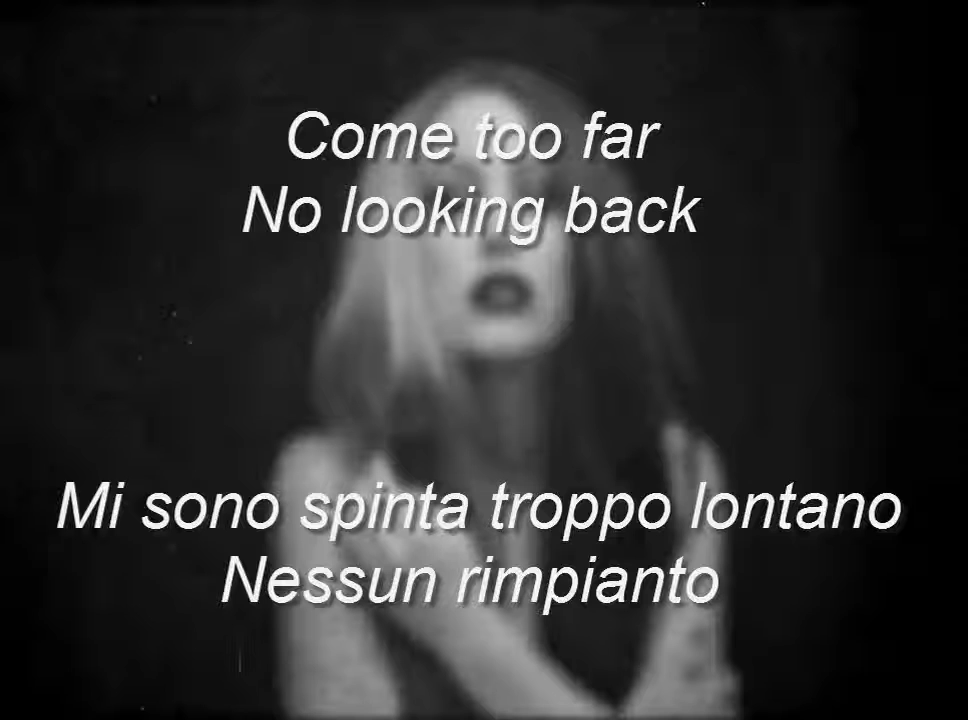 Come too far
No looking back
Mi sono spinta troppo lontano
Nessun rimpianto